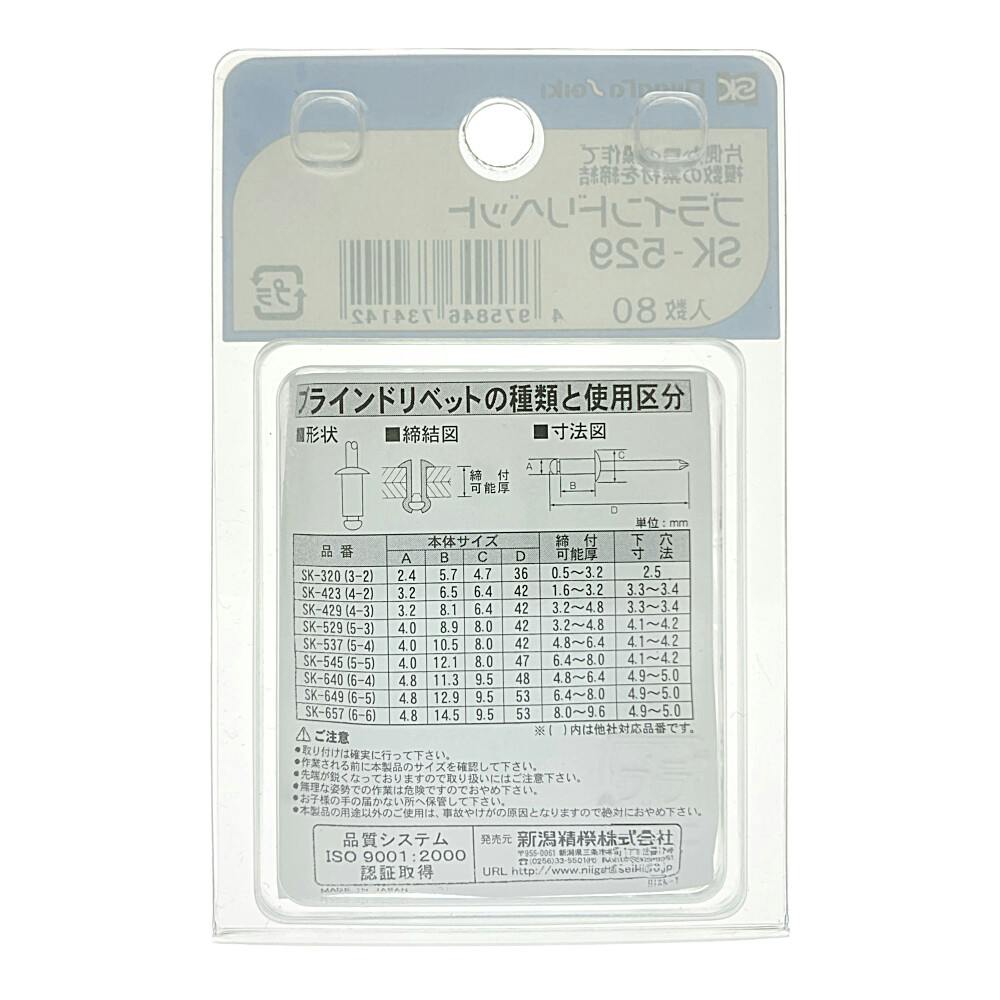 SK Niigata Seiki
片側からの操作で
複数の素材を締結
ブラインドリベット
SK-529
入数80
4 975846 734142
プラ
ブラインドリベットの種類と使用区分
■形状 ■締結図 ■寸法図
締付可能厚
A B C D
単位:mm
品番 本体サイズ 締付可能厚 下穴寸法
A B C D
SK-320(3-2) 2.4 5.7 4.7 36 0.5〜3.2 2.5
SK-423(4-2) 3.2 6.5 6.4 42 1.6〜3.2 3.3〜3.4
SK-429(4-3) 3.2 8.1 6.4 42 3.2〜4.8 3.3〜3.4
SK-529(5-3) 4.0 8.9 8.0 42 3.2〜4.8 4.1〜4.2
SK-537(5-4) 4.0 10.5 8.0 42 4.8〜6.4 4.1〜4.2
SK-545(5-5) 4.0 12.1 8.0 47 6.4〜8.0 4.1〜4.2
SK-640(6-4) 4.8 11.3 9.5 48 4.8〜6.4 4.9〜5.0
SK-649(6-5) 4.8 12.9 9.5 53 6.4〜8.0 4.9〜5.0
SK-657(6-6) 4.8 14.5 9.5 53 8.0〜9.6 4.9〜5.0
※( )内は他社対応品番です。
⚠ご注意
●取り付けは確実に行って下さい。
●作業される前に本製品のサイズを確認して下さい。
●先端が鋭くなっておりますので取り扱いにはご注意下さい。
●無理な姿勢での作業は危険ですのでおやめ下さい。
●お子様の手の届かない所へ保管して下さい。
●本製品の用途以外のご使用は、事故やけがの原因となりますので絶対におやめ下さい。
品質システム
ISO 9001:2000
認証取得
発売元 新潟精機株式会社
〒955-0061 新潟県三条市
☎(0256)33-5501㈹
URL http://www.niigataseiki.co.jp
MADE IN JAPAN